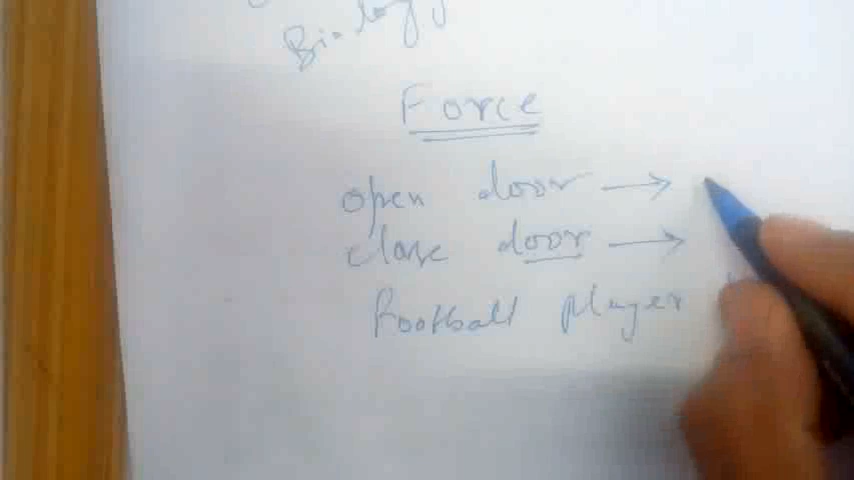 Biology
Force
open door →
close door →
Football player